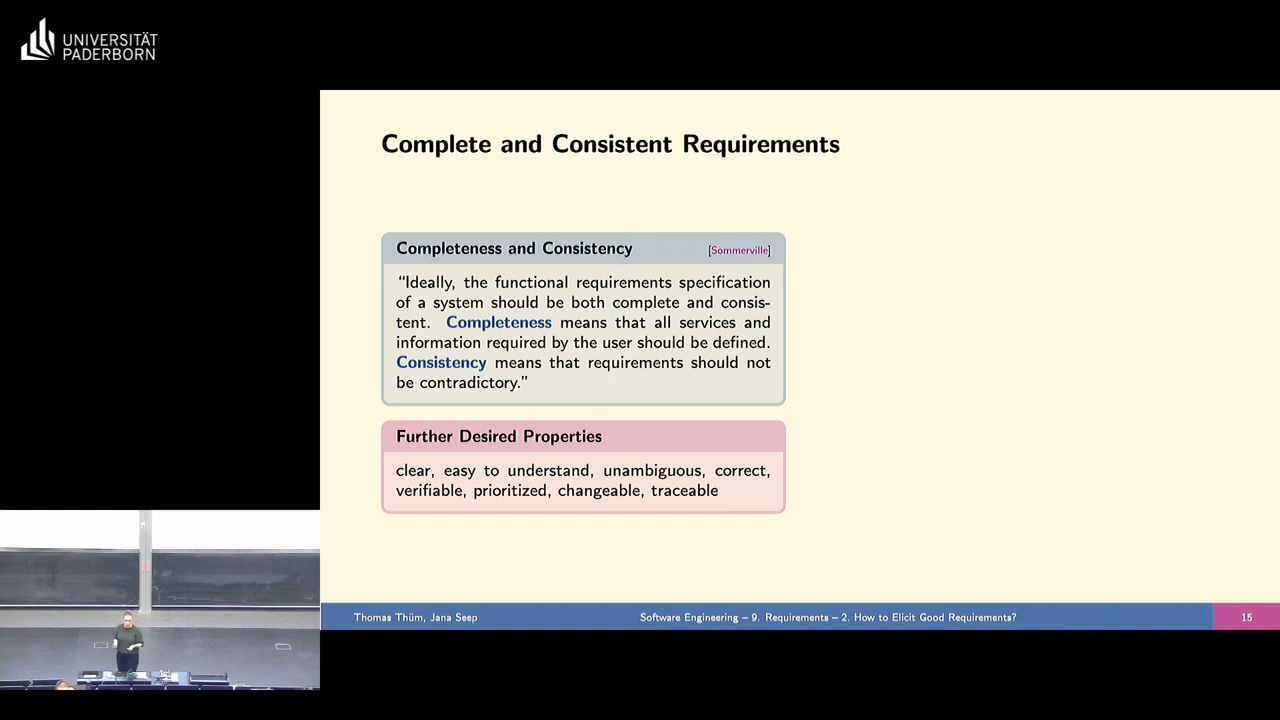 UNIVERSITÄT
PADERBORN
Complete and Consistent Requirements
Completeness and Consistency [Sommerville]
“Ideally, the functional requirements specification
of a system should be both complete and consis-
tent. Completeness means that all services and
information required by the user should be defined.
Consistency means that requirements should not
be contradictory.”
Further Desired Properties
clear, easy to understand, unambiguous, correct,
verifiable, prioritized, changeable, traceable
Thomas Thüm, Jana Seep Software Engineering – 9. Requirements – 2. How to Elicit Good Requirements? 15